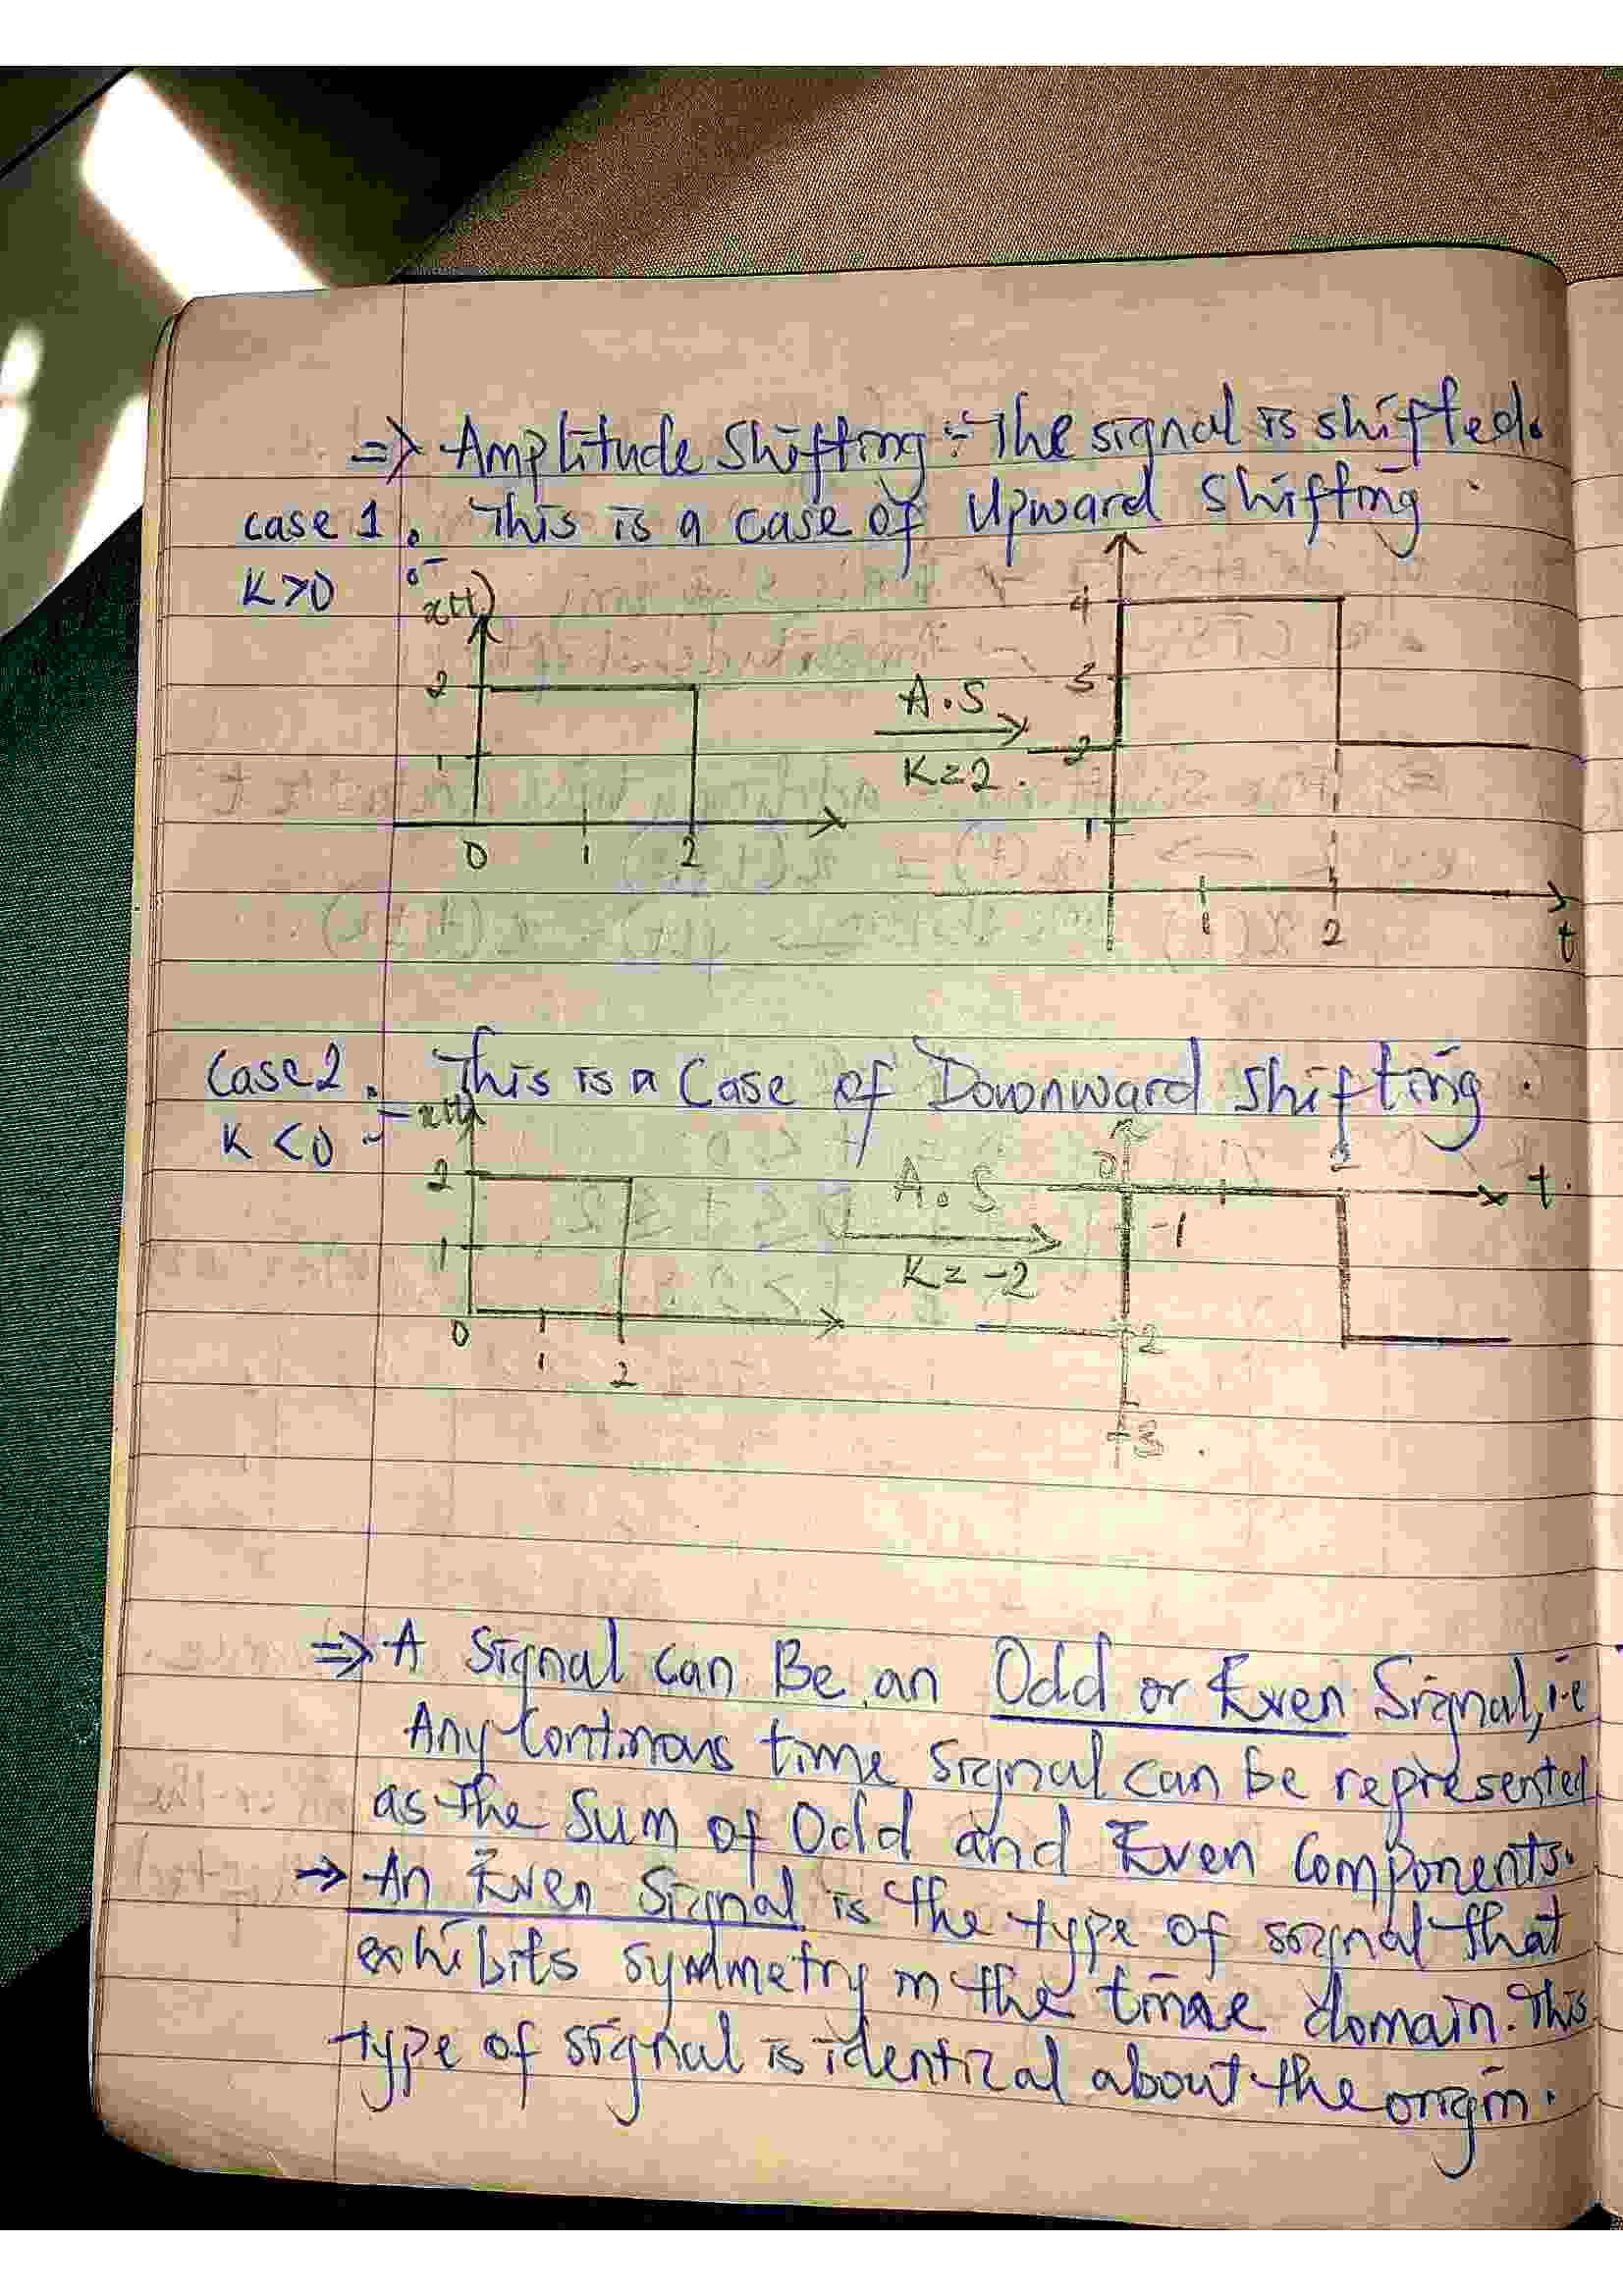 => Amplitude Shifting :- The signal is shifted.
case 1 : This is a case of Upward Shifting
K>0 :-
x(t)
2
1
0 1 2
A.S
K=2.
4
3
2
1
1 2
t
Case 2 : This is a Case of Downward Shifting.
K<0 :-
x(t)
2
1
0 1 2
A.S
K=-2
0
2
t.
-1
-2
-3
=> A Signal can Be an Odd or Even Signal, i.e
Any Continous time signal can be represented
as the Sum of Odd and Even Components.
→ An Even Signal is the type of signal that
exhibits symmetry in the time domain. This
type of signal is identical about the origin.